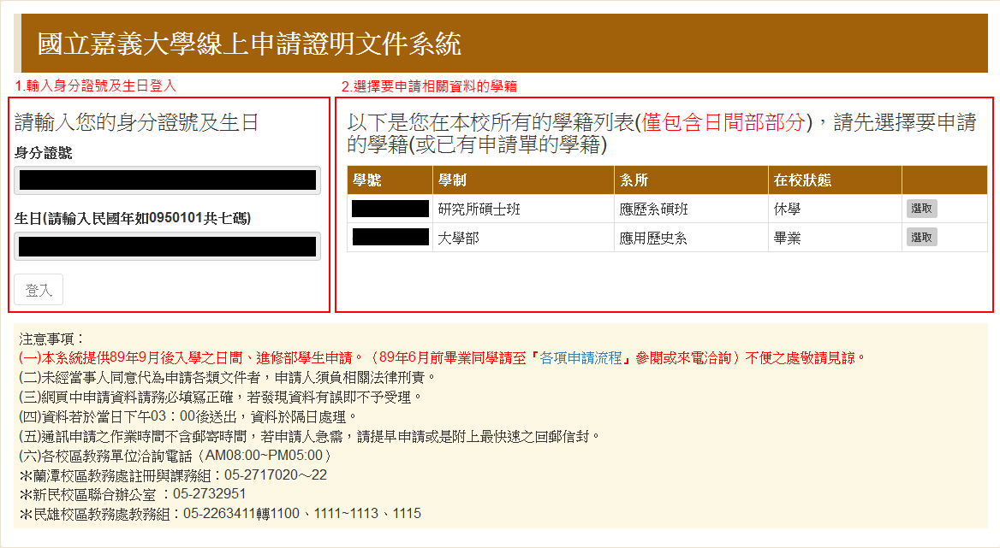 國立嘉義大學線上申請證明文件系統
1.輸入身分證號及生日登入
2.選擇要申請相關資料的學籍
請輸入您的身分證號及生日
身分證號
生日(請輸入民國年如0950101共七碼)
登入
以下是您在本校所有的學籍列表(僅包含日間部部分)，請先選擇要申請
的學籍(或已有申請單的學籍)
學號 學制 系所 在校狀態
研究所碩士班 應歷系碩班 休學 選取
大學部 應用歷史系 畢業 選取
注意事項：
(一)本系統提供89年9月後入學之日間、進修部學生申請。（89年6月前畢業同學請至『各項申請流程』參閱或來電洽詢）不便之處敬請見諒。
(二)未經當事人同意代為申請各類文件者，申請人須負相關法律刑責。
(三)網頁中申請資料請務必填寫正確，若發現資料有誤即不予受理。
(四)資料若於當日下午03：00後送出，資料於隔日處理。
(五)通訊申請之作業時間不含郵寄時間，若申請人急需，請提早申請或是附上最快速之回郵信封。
(六)各校區教務單位洽詢電話（AM08:00~PM05:00）
＊蘭潭校區教務處註冊與課務組：05-2717020～22
＊新民校區聯合辦公室 ：05-2732951
＊民雄校區教務處教務組：05-2263411轉1100、1111~1113、1115